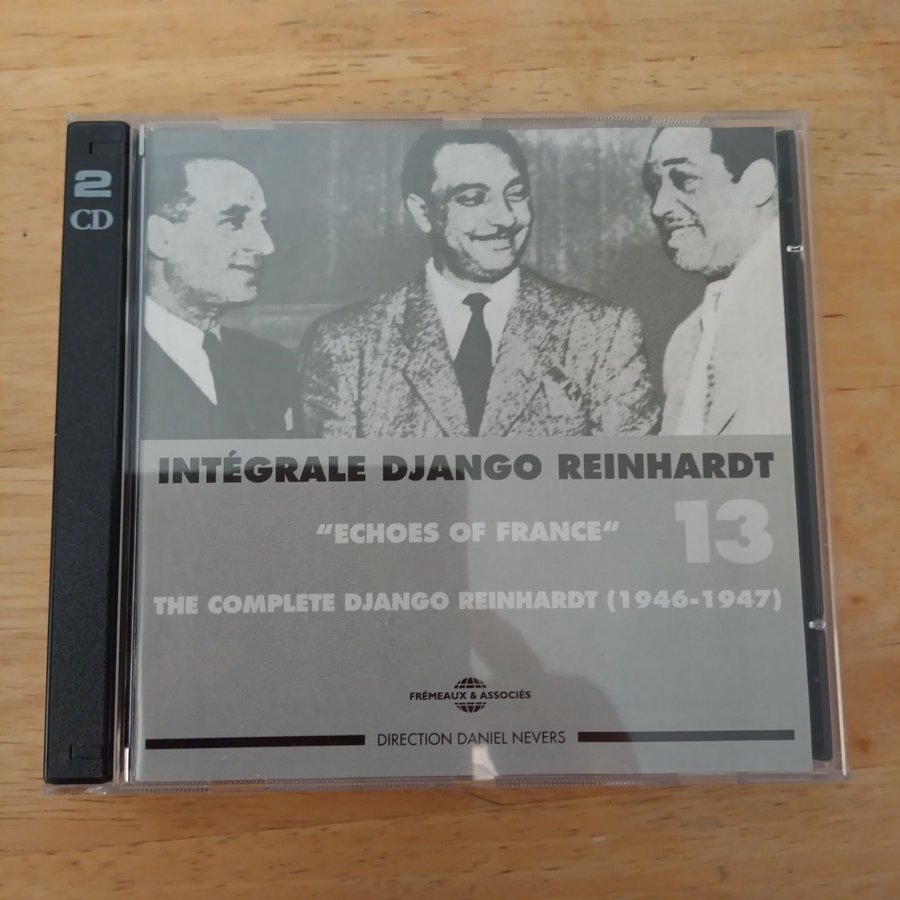 2
CD
INTÉGRALE DJANGO REINHARDT
"ECHOES OF FRANCE"
13
THE COMPLETE DJANGO REINHARDT (1946-1947)
FRÉMEAUX & ASSOCIÉS
DIRECTION DANIEL NEVERS